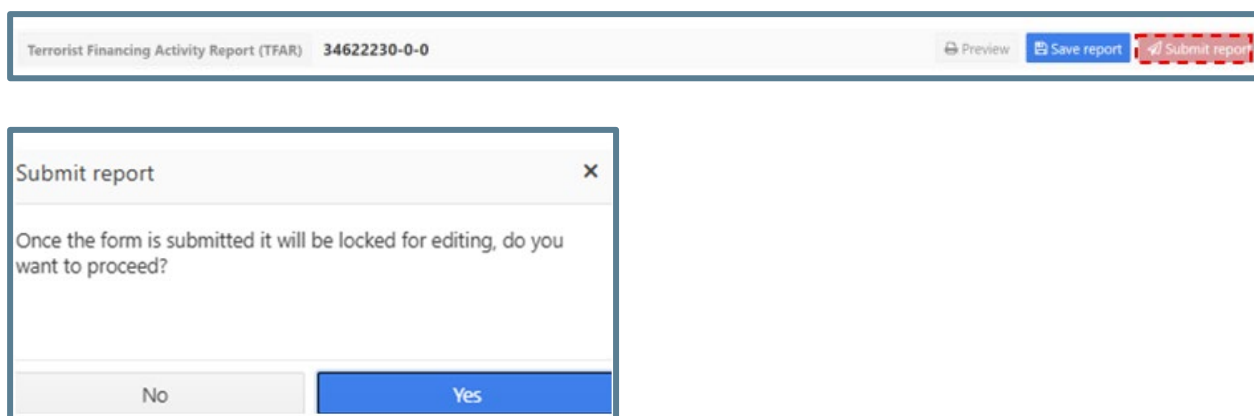 Terrorist Financing Activity Report (TFAR) 34622230-0-0 Preview Save report Submit report
Submit report ×
Once the form is submitted it will be locked for editing, do you
want to proceed?
No Yes